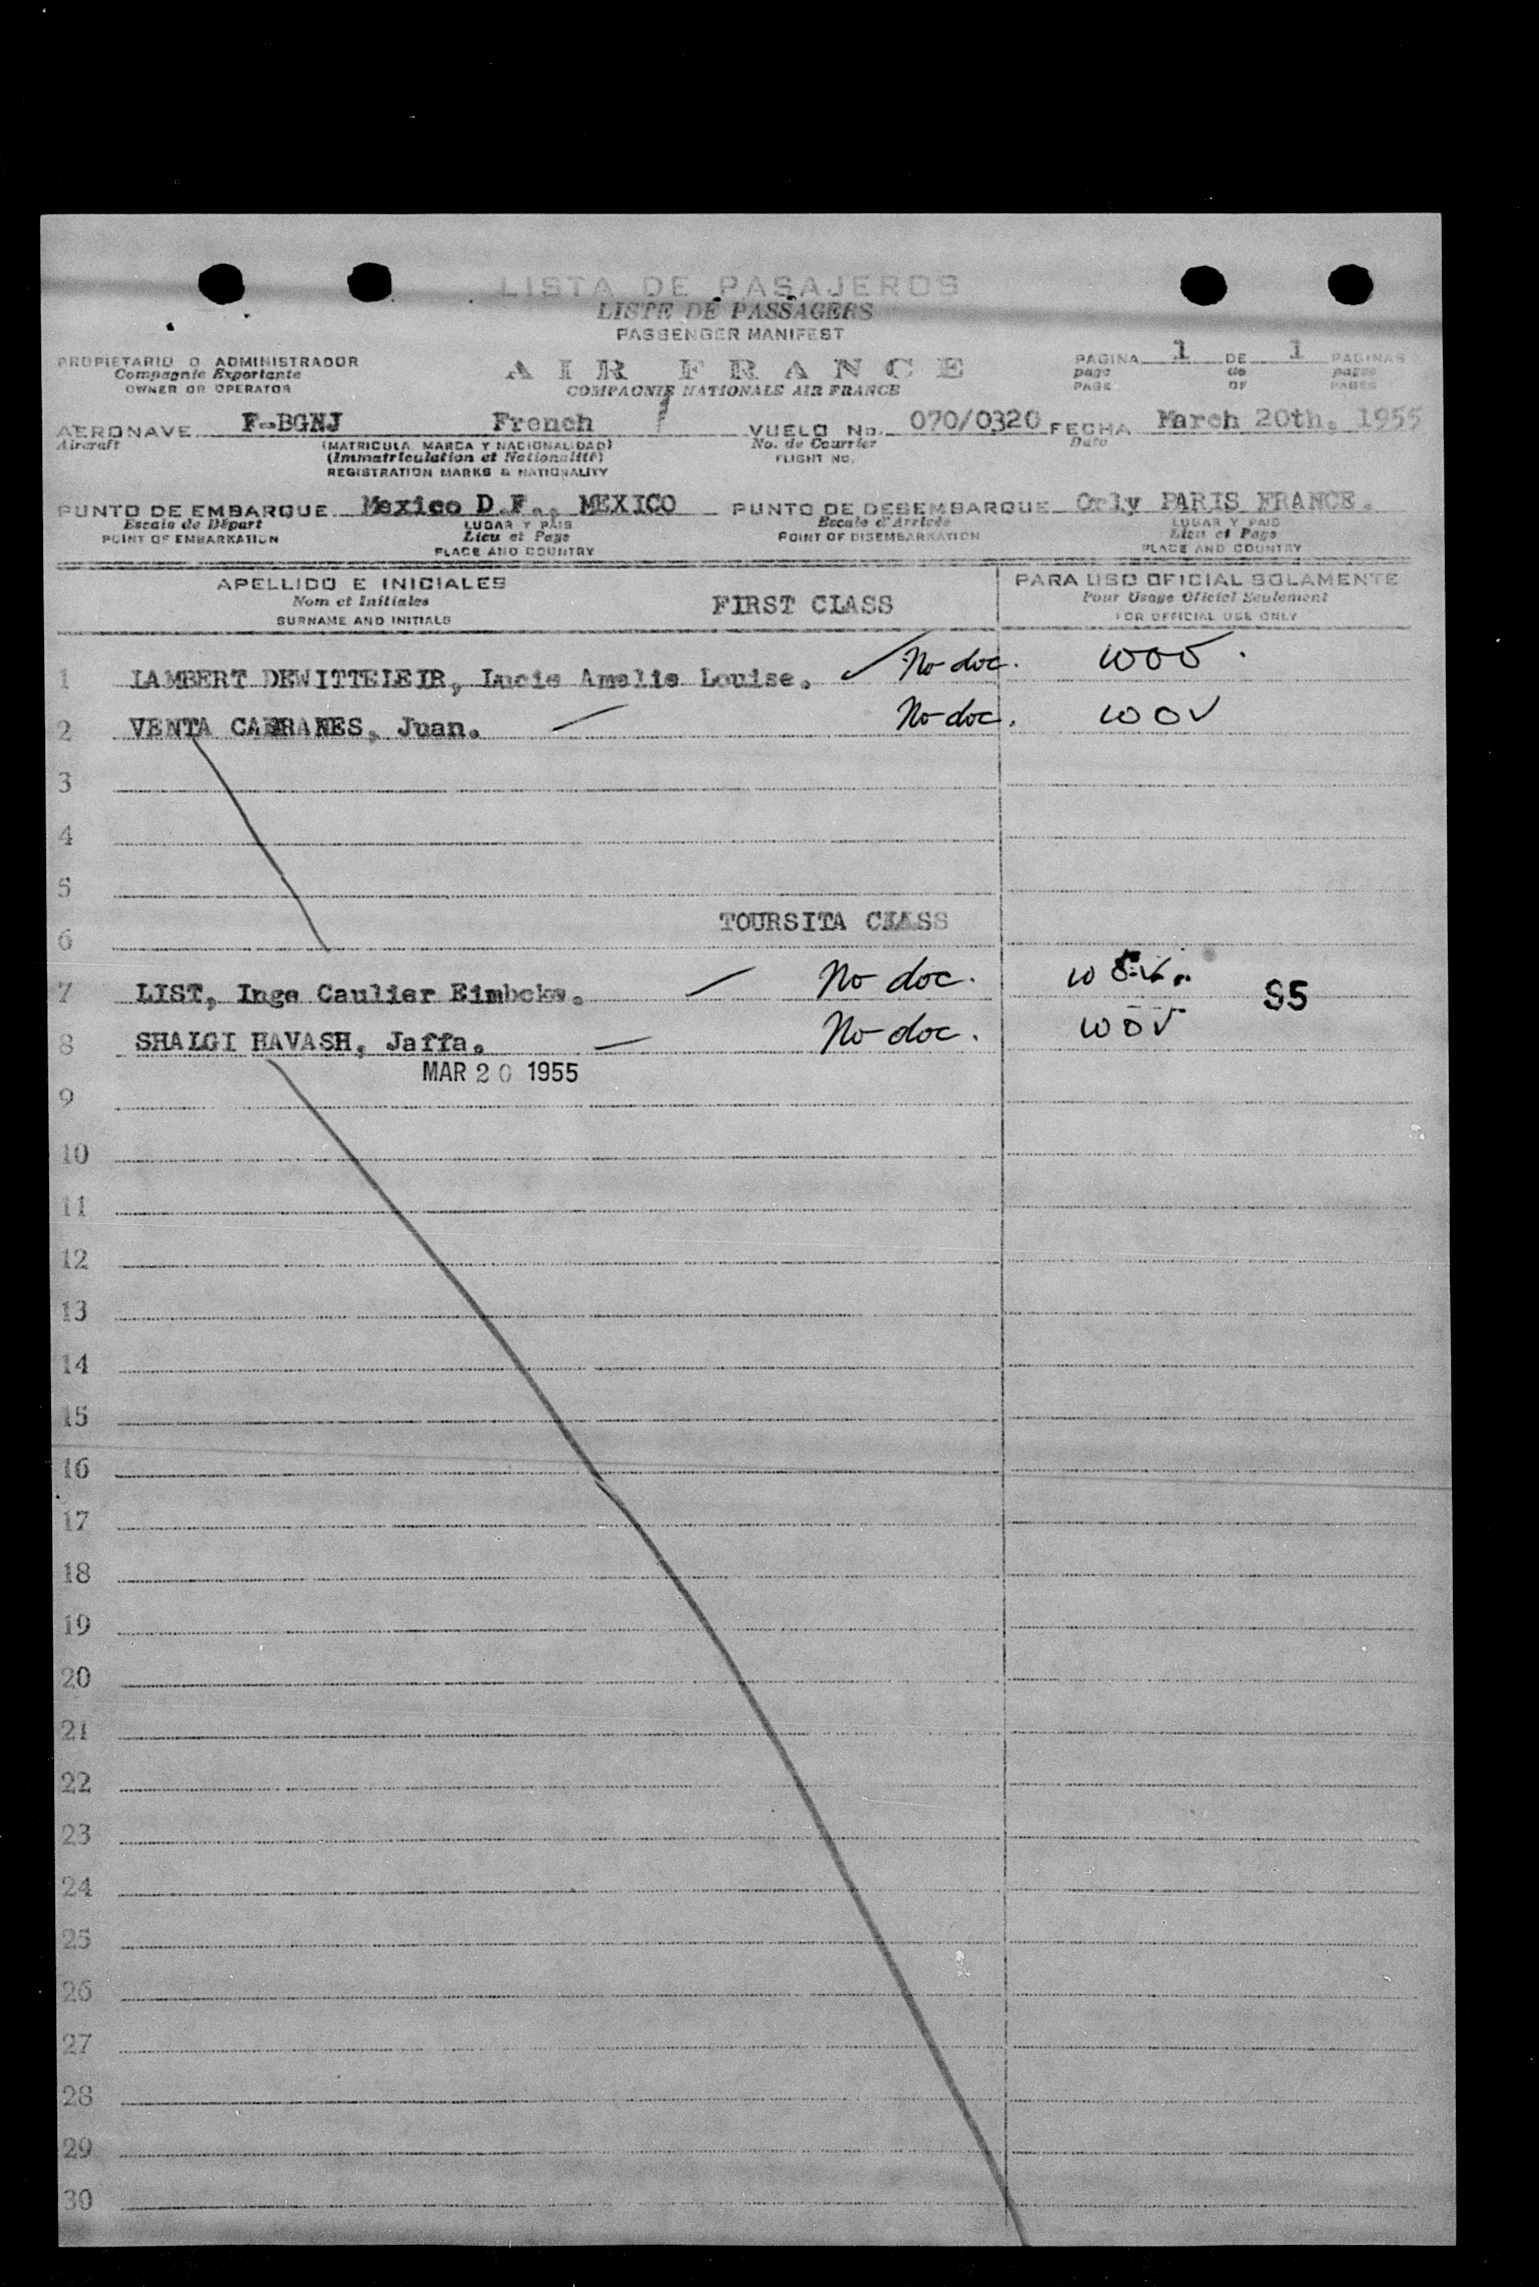 LISTA DE PASAJEROS
LISTE DE PASSAGERS
PASSENGER MANIFEST
PROPIETARIO O ADMINISTRADOR
Compagnie Exportante
OWNER OR OPERATOR
AIR FRANCE
COMPAGNIE NATIONALE AIR FRANCE
PAGINA 1 DE 1 PAGINAS
page de pages
PAGE OF PAGES
AERONAVE F-BGNJ French VUELO No. 070/0320 FECHA March 20th, 1955
Aircraft (MATRICULA, MARCA Y NACIONALIDAD) No. de Courrier Date
(Immatriculation et Nationalité) FLIGHT NO.
REGISTRATION MARKS & NATIONALITY
PUNTO DE EMBARQUE Mexico D.F., MEXICO PUNTO DE DESEMBARQUE Orly PARIS FRANCE.
Escale de Départ LUGAR Y PAIS Escale d'Arrivée LUGAR Y PAIS
POINT OF EMBARKATION Lieu et Pays POINT OF DISEMBARKATION Lieu et Pays
PLACE AND COUNTRY PLACE AND COUNTRY
APELLIDO E INICIALES PARA USO OFICIAL SOLAMENTE
Nom et Initiales FIRST CLASS Pour Usage Officiel Seulement
SURNAME AND INITIALS FOR OFFICIAL USE ONLY
1 LAMBERT DEWITTELEIR, Lucie Amelie Louise. No doc.
2 VENTA CABRANES, Juan. No doc.
3
4
5
TOURSITA CLASS
6
7 LIST, Inge Caulier No doc. S5
8 SHALGI HAVASH, Jaffa. No doc.
MAR 20 1955
9
10
11
12
13
14
15
16
17
18
19
20
21
22
23
24
25
26
27
28
29
30